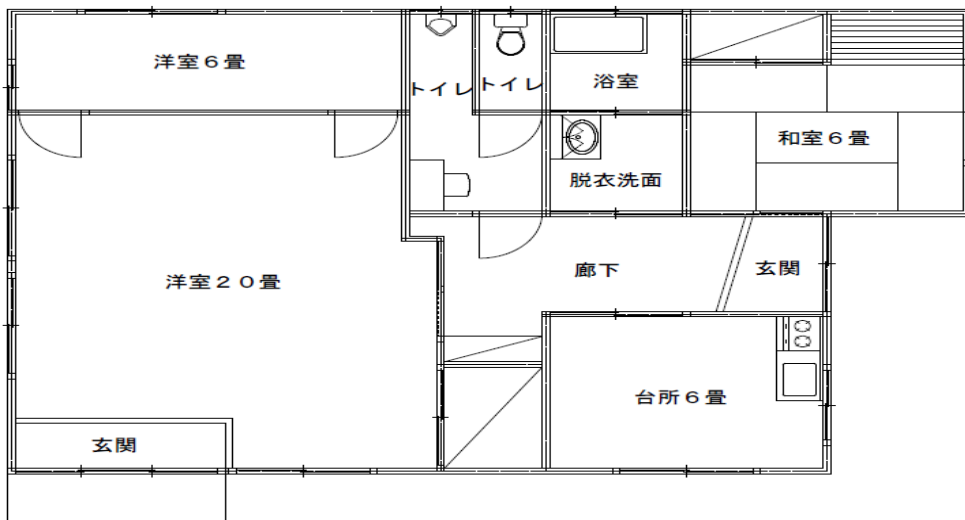 洋室６畳
トイレ
トイレ
浴室
和室６畳
脱衣洗面
洋室２０畳
廊下
玄関
台所６畳
玄関